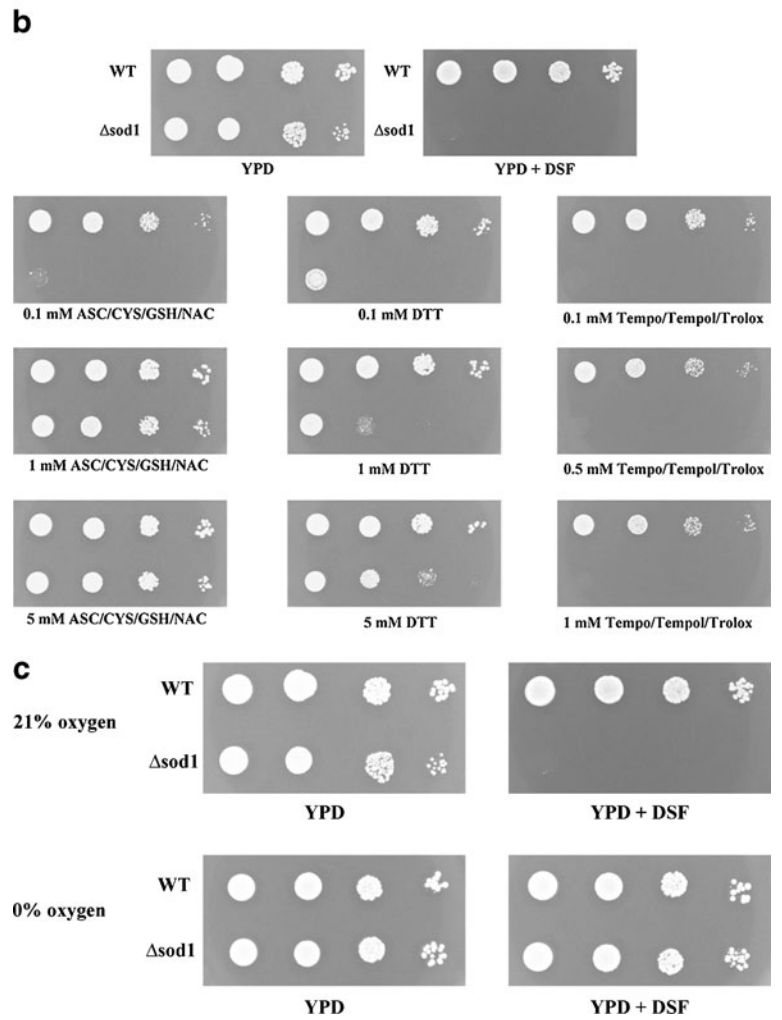 b
WT
Δsod1
YPD
WT
Δsod1
YPD + DSF
0.1 mM ASC/CYS/GSH/NAC
0.1 mM DTT
0.1 mM Tempo/Tempol/Trolox
1 mM ASC/CYS/GSH/NAC
1 mM DTT
0.5 mM Tempo/Tempol/Trolox
5 mM ASC/CYS/GSH/NAC
5 mM DTT
1 mM Tempo/Tempol/Trolox
c
21% oxygen
WT
Δsod1
YPD
YPD + DSF
0% oxygen
WT
Δsod1
YPD
YPD + DSF